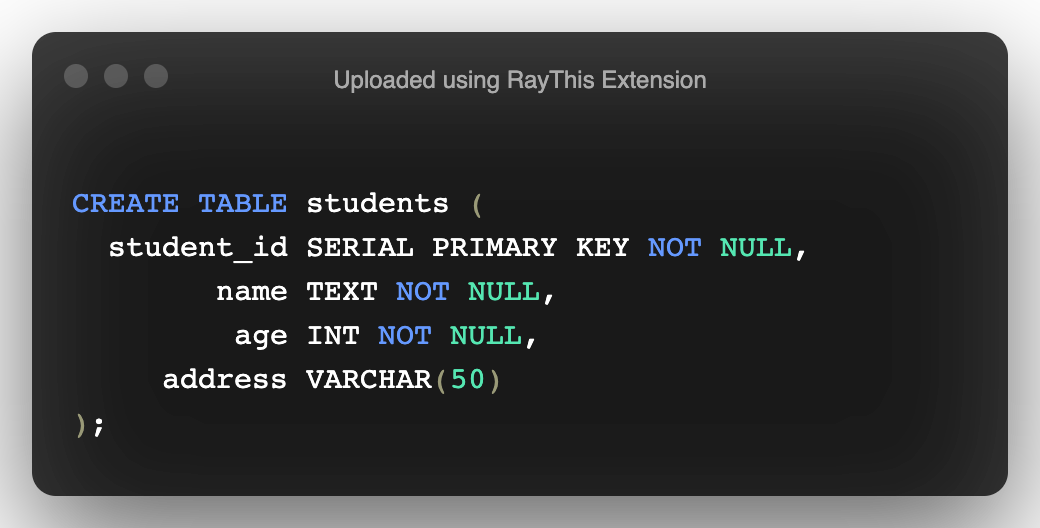 Uploaded using RayThis Extension
CREATE TABLE students (
  student_id SERIAL PRIMARY KEY NOT NULL,
        name TEXT NOT NULL,
         age INT NOT NULL,
     address VARCHAR(50)
);